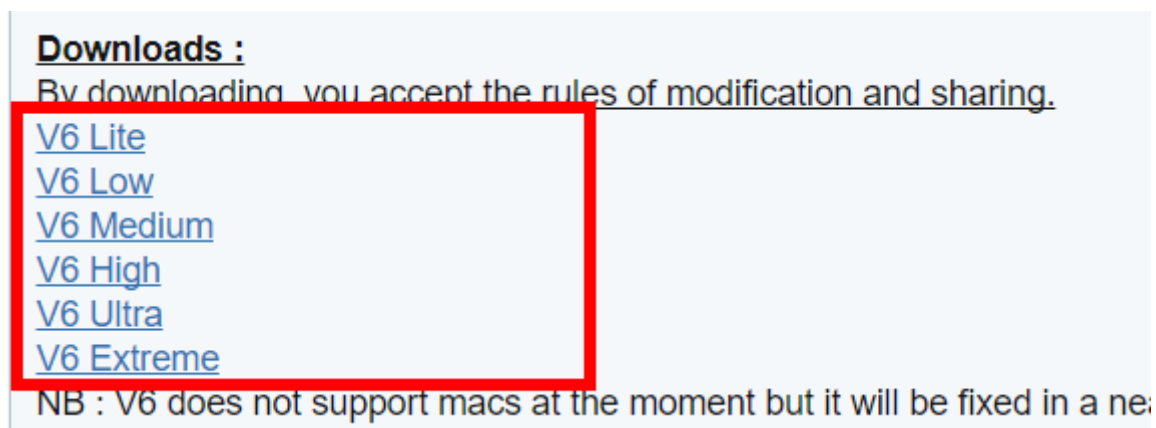 Downloads :
By downloading, you accept the rules of modification and sharing.
V6 Lite
V6 Low
V6 Medium
V6 High
V6 Ultra
V6 Extreme
NB : V6 does not support macs at the moment but it will be fixed in a